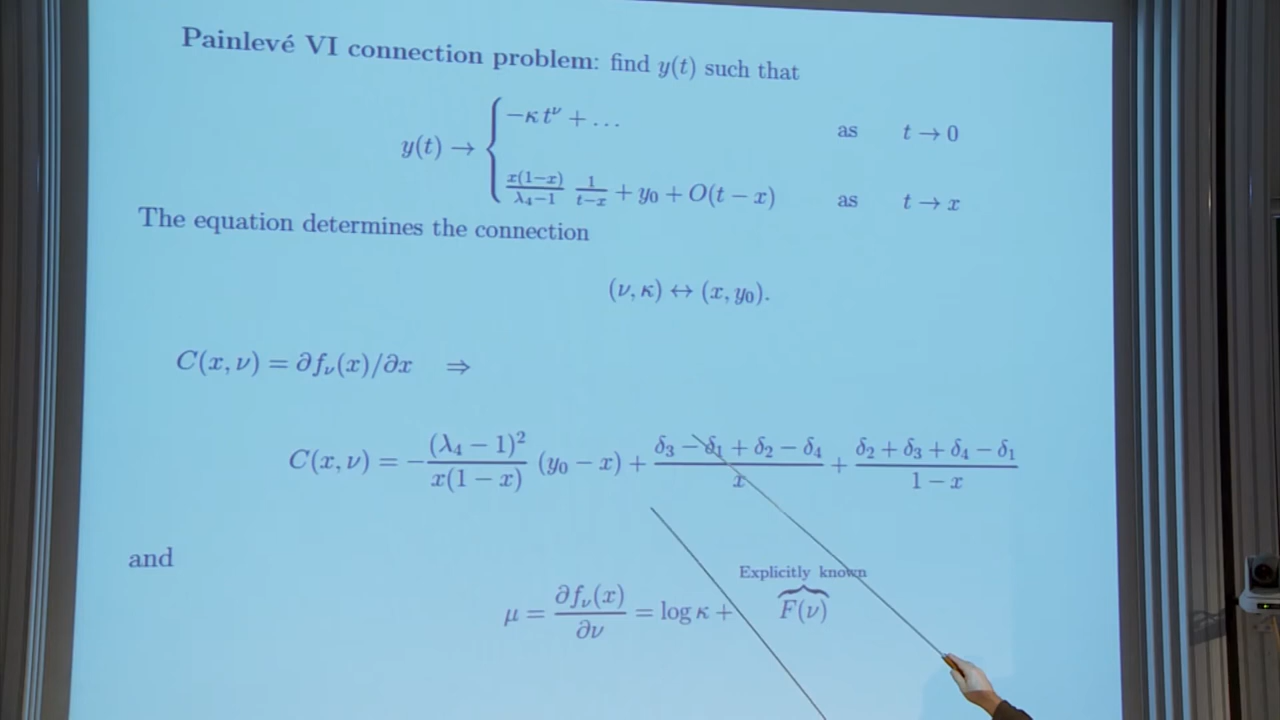 Painlevé VI connection problem: find y(t) such that
y(t) → { −κ t^ν + … as t → 0
x(1−x)/(λ₄−1) 1/(t−x) + y₀ + O(t − x) as t → x
The equation determines the connection
(ν, κ) ↔ (x, y₀).
C(x, ν) = ∂f_ν(x)/∂x ⇒
C(x, ν) = −(λ₄ − 1)²/(x(1 − x)) (y₀ − x) + (δ₃ − δ₁ + δ₂ − δ₄)/x + (δ₂ + δ₃ + δ₄ − δ₁)/(1 − x)
and
Explicitly known
μ = ∂f_ν(x)/∂ν = log κ + F(ν)